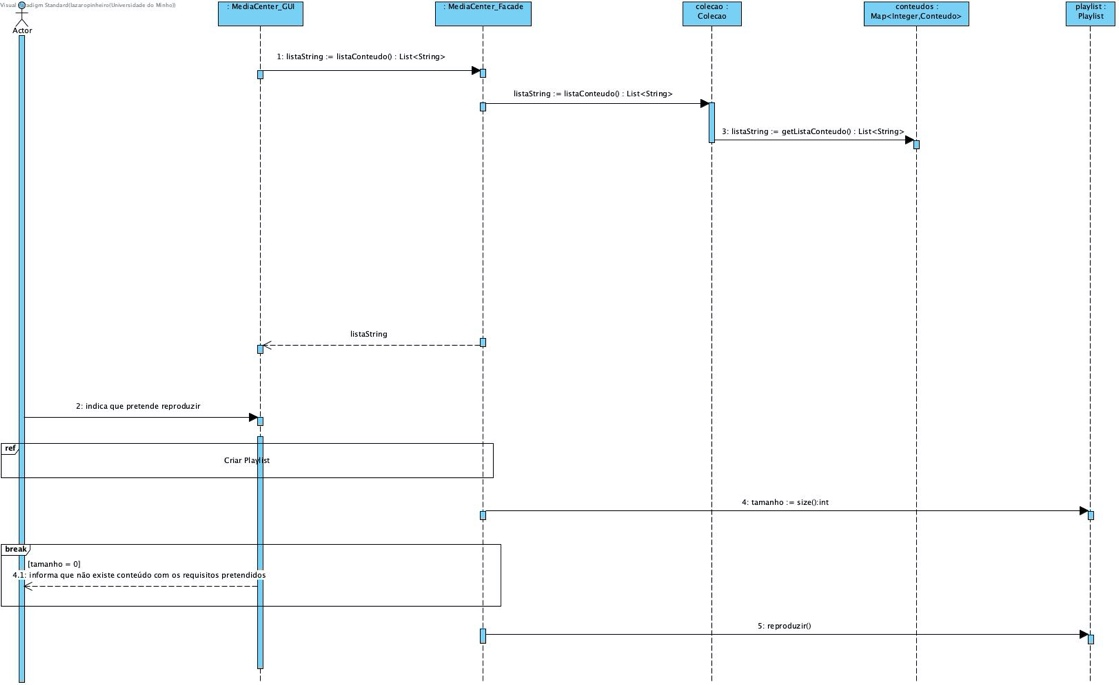 Visual Paradigm Standard(lazaropinheiro(Universidade do Minho))
Actor
: MediaCenter_GUI
: MediaCenter_Facade
colecao :
Colecao
conteudos :
Map<Integer,Conteudo>
playlist :
Playlist
1: listaString := listaConteudo() : List<String>
listaString := listaConteudo() : List<String>
3: listaString := getListaConteudo() : List<String>
listaString
2: indica que pretende reproduzir
ref
Criar Playlist
4: tamanho := size():int
break
[tamanho = 0]
4.1: informa que não existe conteúdo com os requisitos pretendidos
5: reproduzir()